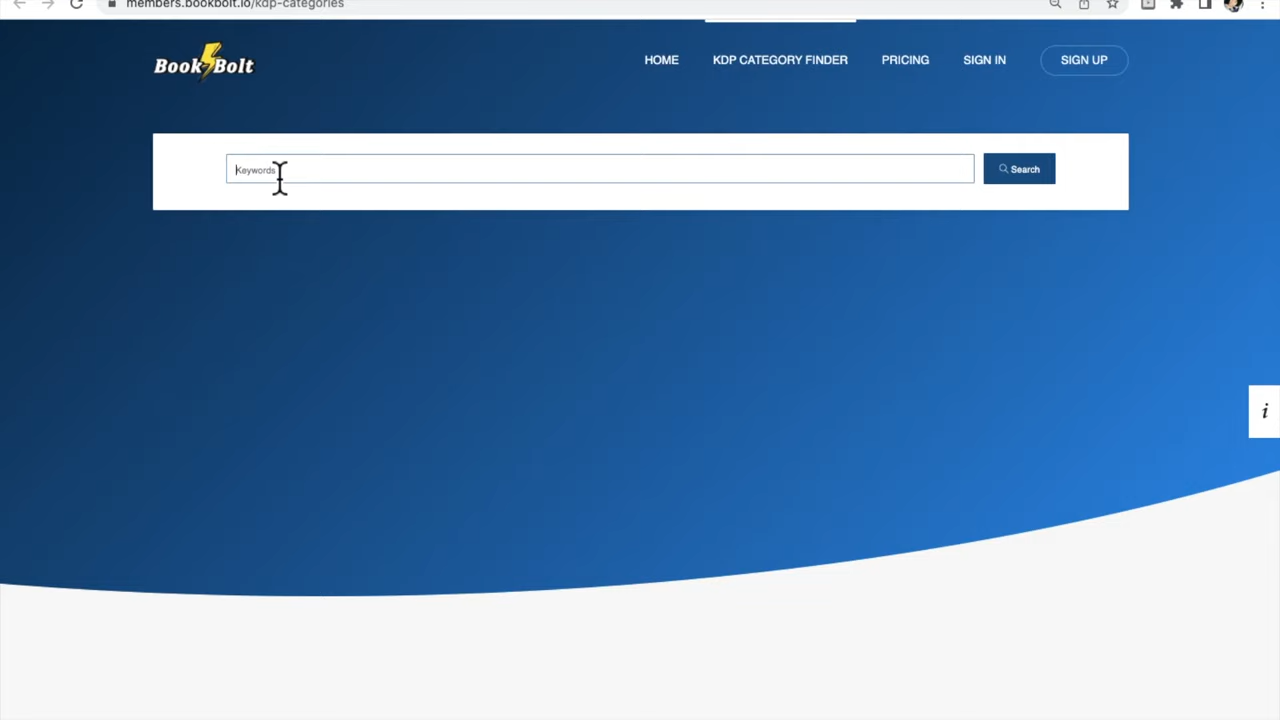 members.bookbolt.io/kdp-categories
Book Bolt
HOME
KDP CATEGORY FINDER
PRICING
SIGN IN
SIGN UP
Keywords
Search
i